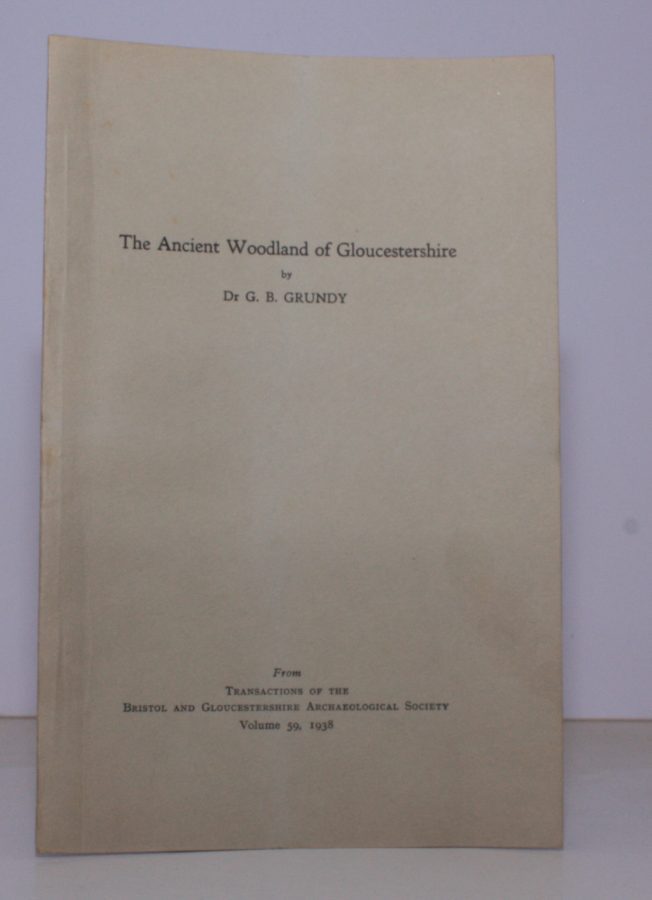 The Ancient Woodland of Gloucestershire
by
Dr G. B. GRUNDY
From
TRANSACTIONS OF THE
BRISTOL AND GLOUCESTERSHIRE ARCHAEOLOGICAL SOCIETY
Volume 59, 1938